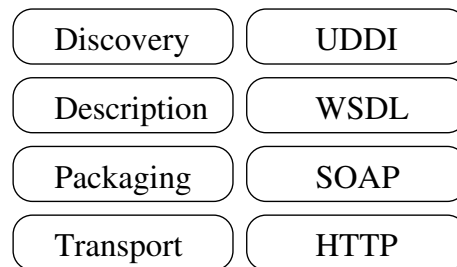 Discovery UDDI
Description WSDL
Packaging SOAP
Transport HTTP